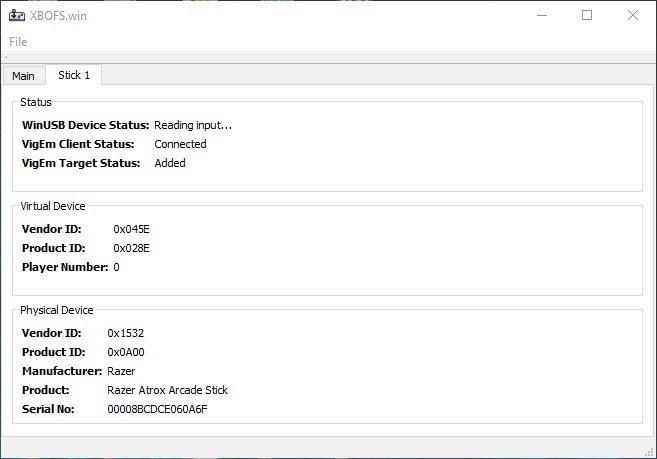 XBOFS.win
File
Main
Stick 1
Status
WinUSB Device Status: Reading input...
VigEm Client Status: Connected
VigEm Target Status: Added
Virtual Device
Vendor ID: 0x045E
Product ID: 0x028E
Player Number: 0
Physical Device
Vendor ID: 0x1532
Product ID: 0x0A00
Manufacturer: Razer
Product: Razer Atrox Arcade Stick
Serial No: 00008BCDCE060A6F